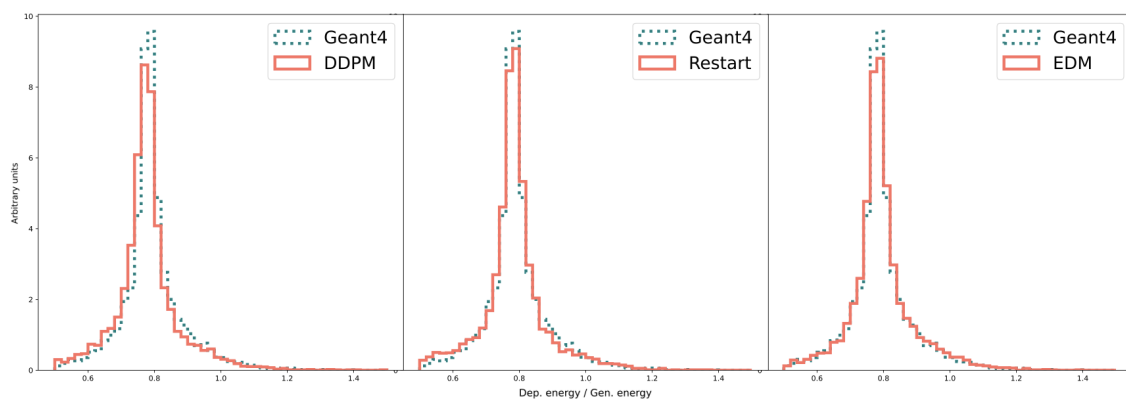 Geant4
DDPM
Geant4
Restart
Geant4
EDM
Arbitrary units
10
8
6
4
2
0
0.6 0.8 1.0 1.2 1.4
0.6 0.8 1.0 1.2 1.4
0.6 0.8 1.0 1.2 1.4
Dep. energy / Gen. energy